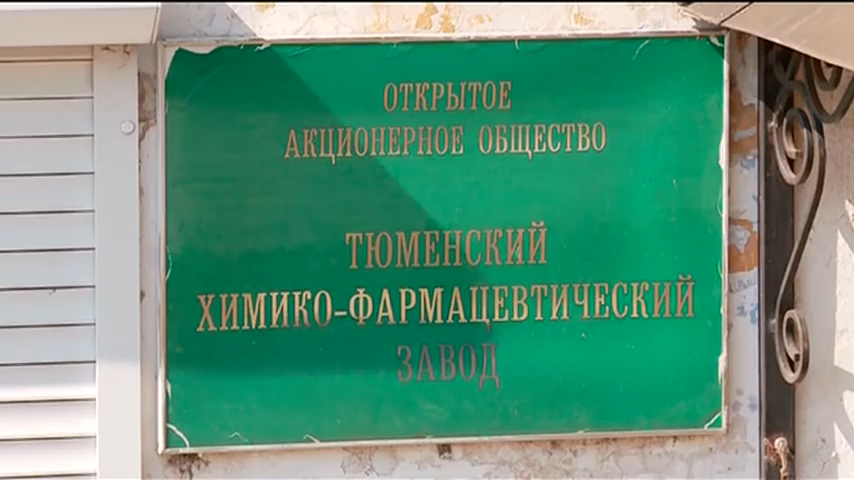 ОТКРЫТОЕ
АКЦИОНЕРНОЕ ОБЩЕСТВО
ТЮМЕНСКИЙ
ХИМИКО-ФАРМАЦЕВТИЧЕСКИЙ
ЗАВОД